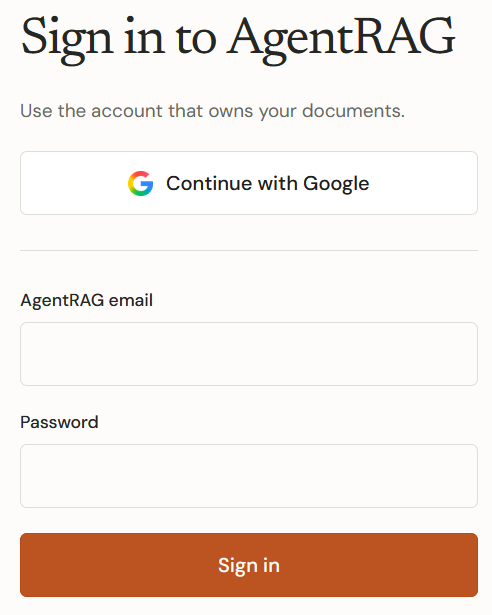 Sign in to AgentRAG
Use the account that owns your documents.
Continue with Google
AgentRAG email
Password
Sign in